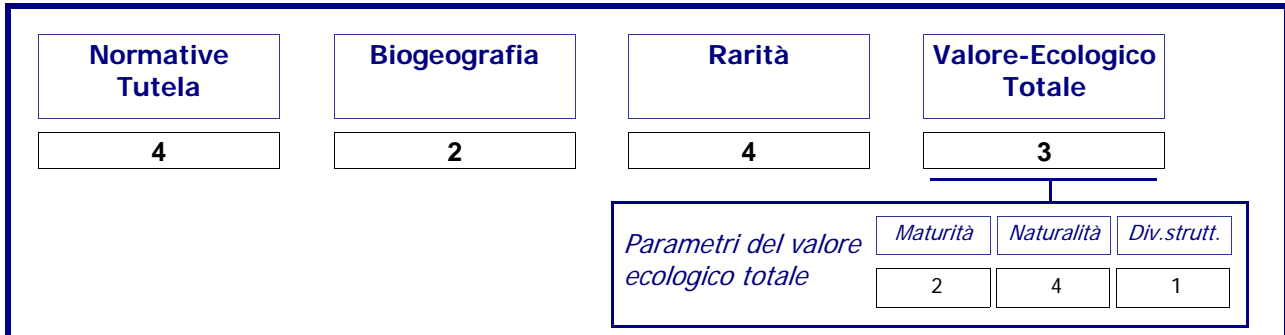 Normative
Tutela
Biogeografia
Rarità
Valore-Ecologico
Totale
4
2
4
3
Parametri del valore
ecologico totale
Maturità
Naturalità
Div.strutt.
2
4
1